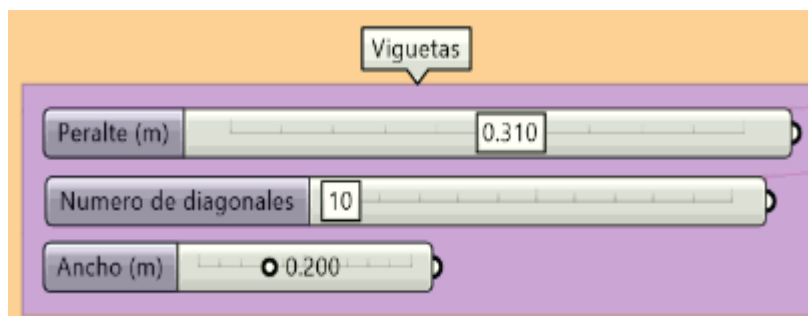 Viguetas
Peralte (m) 0.310
Numero de diagonales 10
Ancho (m) 0.200